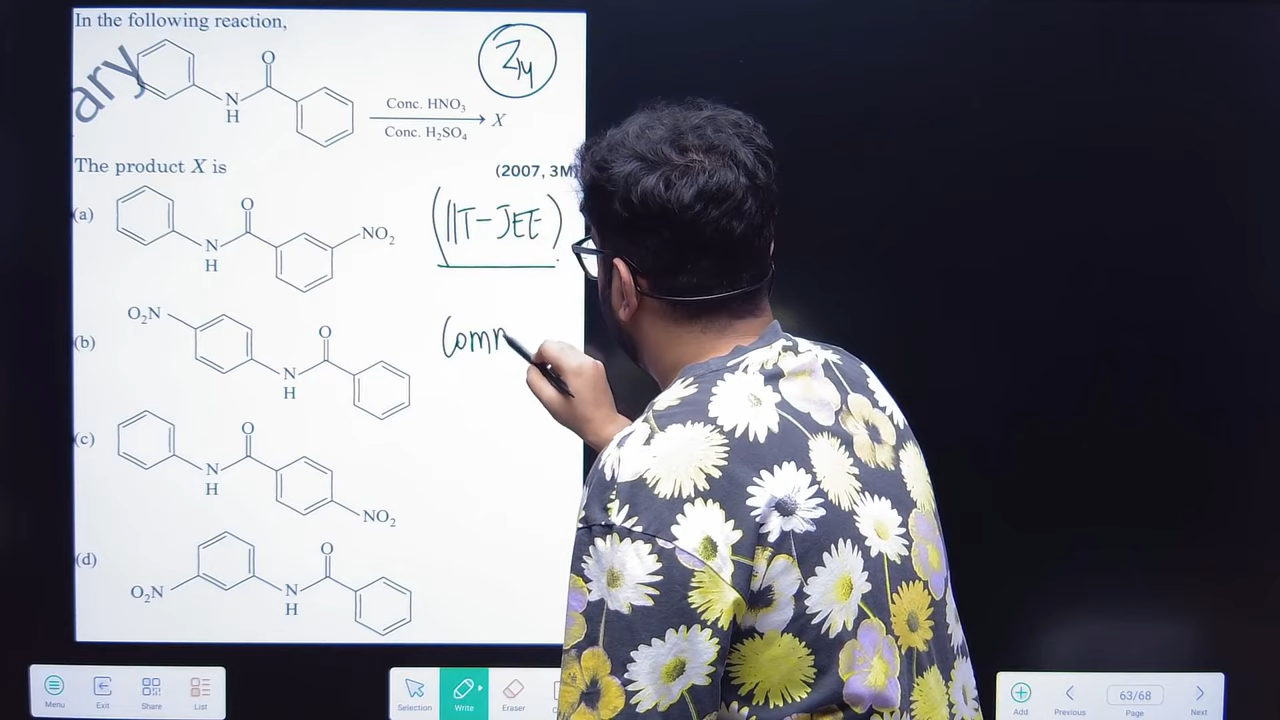 In the following reaction,
ary
O
N
H
Conc. HNO₃
Conc. H₂SO₄
X
The product X is
(2007, 3M
(IIT-JEE)
(a)
O
N
H
NO₂
Comm
(b)
O₂N
O
N
H
(c)
O
N
H
NO₂
(d)
O₂N
O
N
H
Menu
Exit
Share
List
Selection
Write
Eraser
Add
Previous
63/68
Page
Next